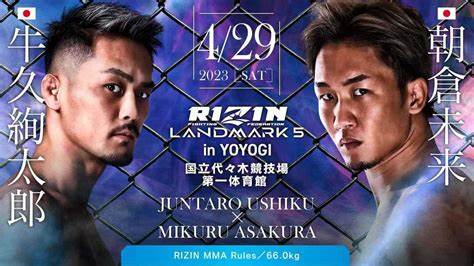 牛久絢太郎
4/29
2023 [SAT]
RIZIN
FIGHTING FEDERATION
LANDMARK 5
in YOYOGI
国立代々木競技場
第一体育館
JUNTARO USHIKU
×
MIKURU ASAKURA
RIZIN MMA Rules／66.0kg
朝倉未来